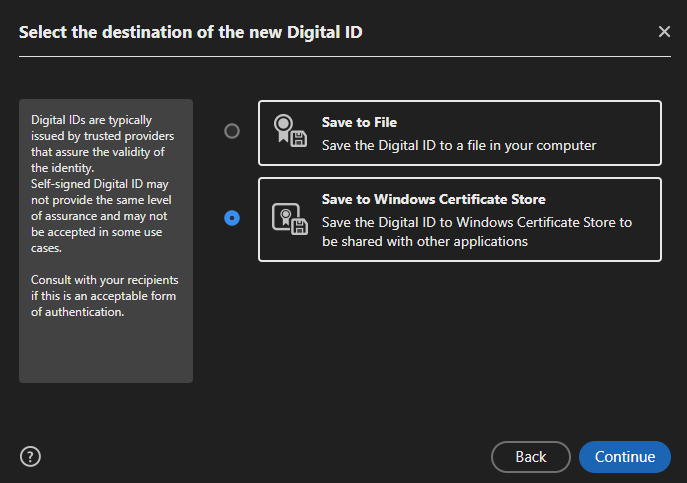 Select the destination of the new Digital ID
Digital IDs are typically
issued by trusted providers
that assure the validity of
the identity.
Self-signed Digital ID may
not provide the same level
of assurance and may not
be accepted in some use
cases.
Consult with your recipients
if this is an acceptable form
of authentication.
Save to File
Save the Digital ID to a file in your computer
Save to Windows Certificate Store
Save the Digital ID to Windows Certificate Store to
be shared with other applications
?
Back
Continue